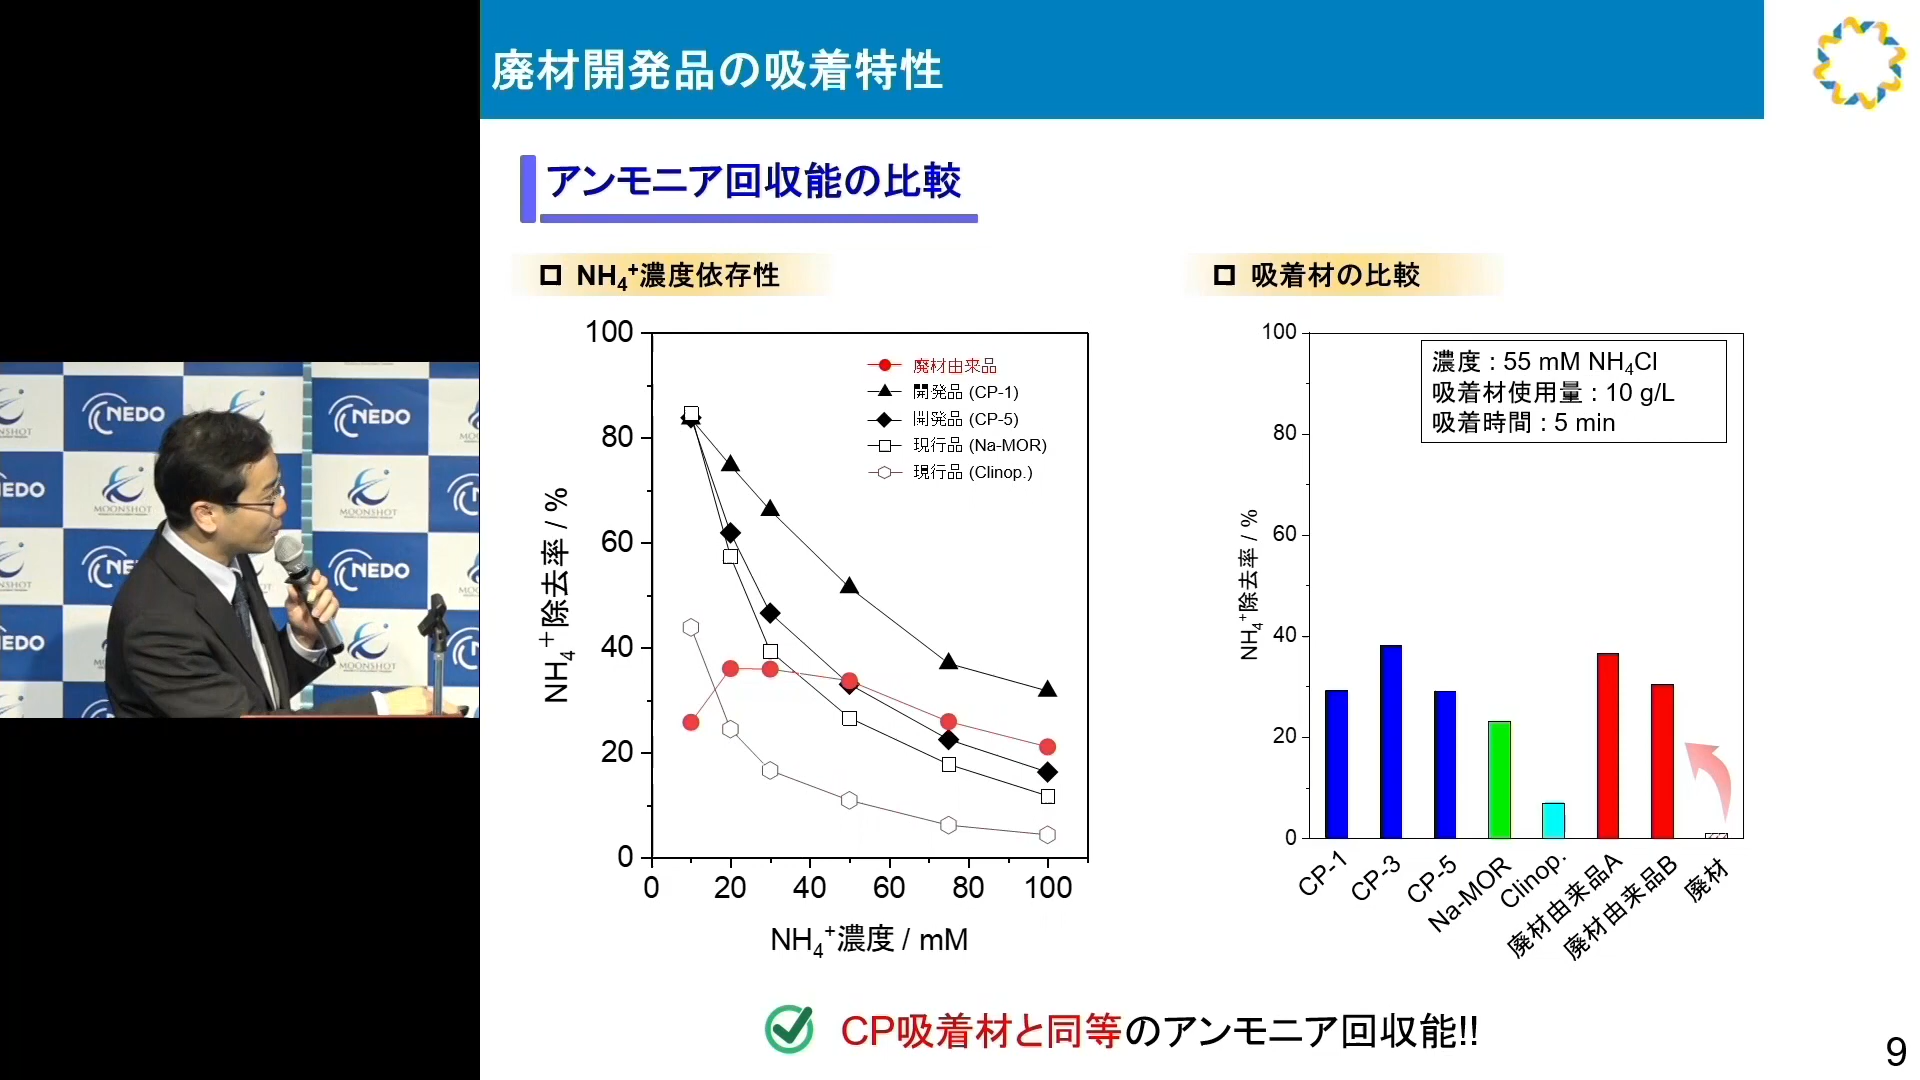 廃材開発品の吸着特性
アンモニア回収能の比較
NH4+濃度依存性
吸着材の比較
100
80
60
40
20
0
NH4+除去率 / %
廃材由来品
開発品 (CP-1)
開発品 (CP-5)
現行品 (Na-MOR)
現行品 (Clinop.)
0 20 40 60 80 100
NH4+濃度 / mM
100
80
60
40
20
0
NH4+除去率 / %
濃度 : 55 mM NH4Cl
吸着材使用量 : 10 g/L
吸着時間 : 5 min
CP-1
CP-3
CP-5
Na-MOR
Clinop.
廃材由来品A
廃材由来品B
廃材
CP吸着材と同等のアンモニア回収能!!
9
NEDO
NEDO
MOONSHOT
MOONSHOT
NEDO
NEDO
MOONSHOT
NEDO